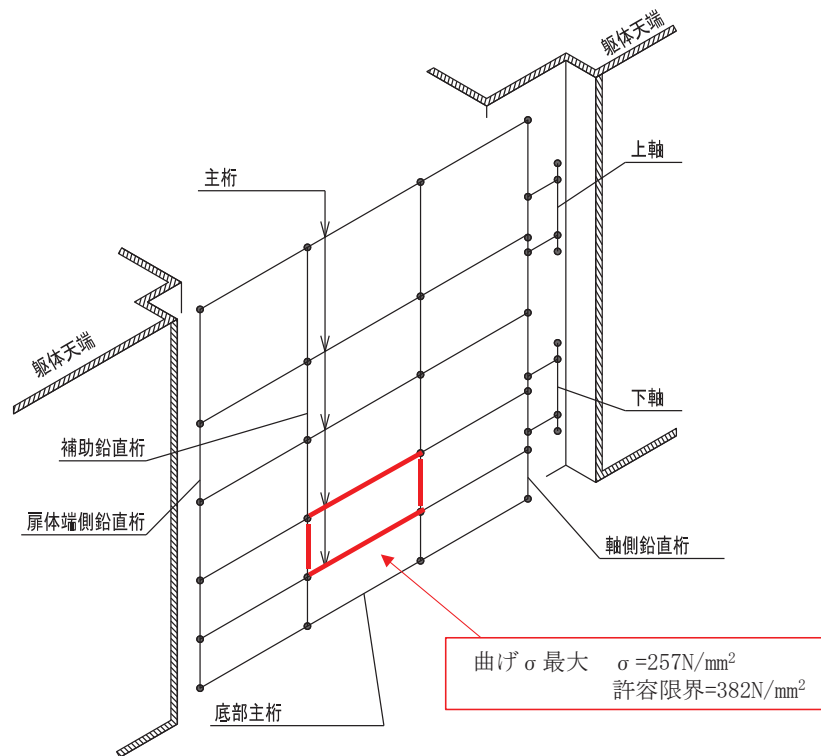 躯体天端
上軸
主桁
躯体天端
下軸
補助鉛直桁
扉体端側鉛直桁
軸側鉛直桁
曲げσ最大 σ=257N/mm²
許容限界=382N/mm²
底部主桁